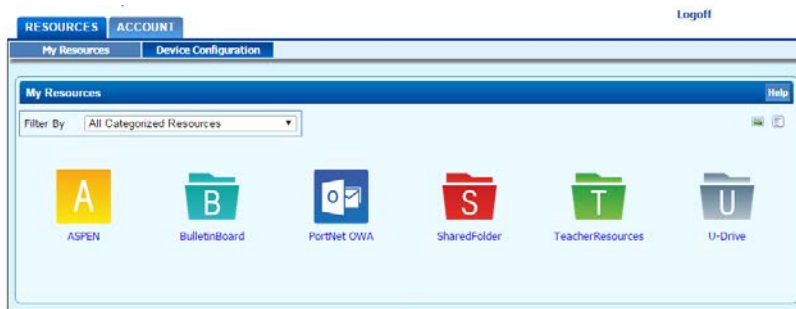 Logoff
RESOURCES ACCOUNT
My Resources Device Configuration
My Resources Help
Filter By All Categorized Resources
A B O S T U
ASPEN BulletinBoard PortNet OWA SharedFolder TeacherResources U-Drive